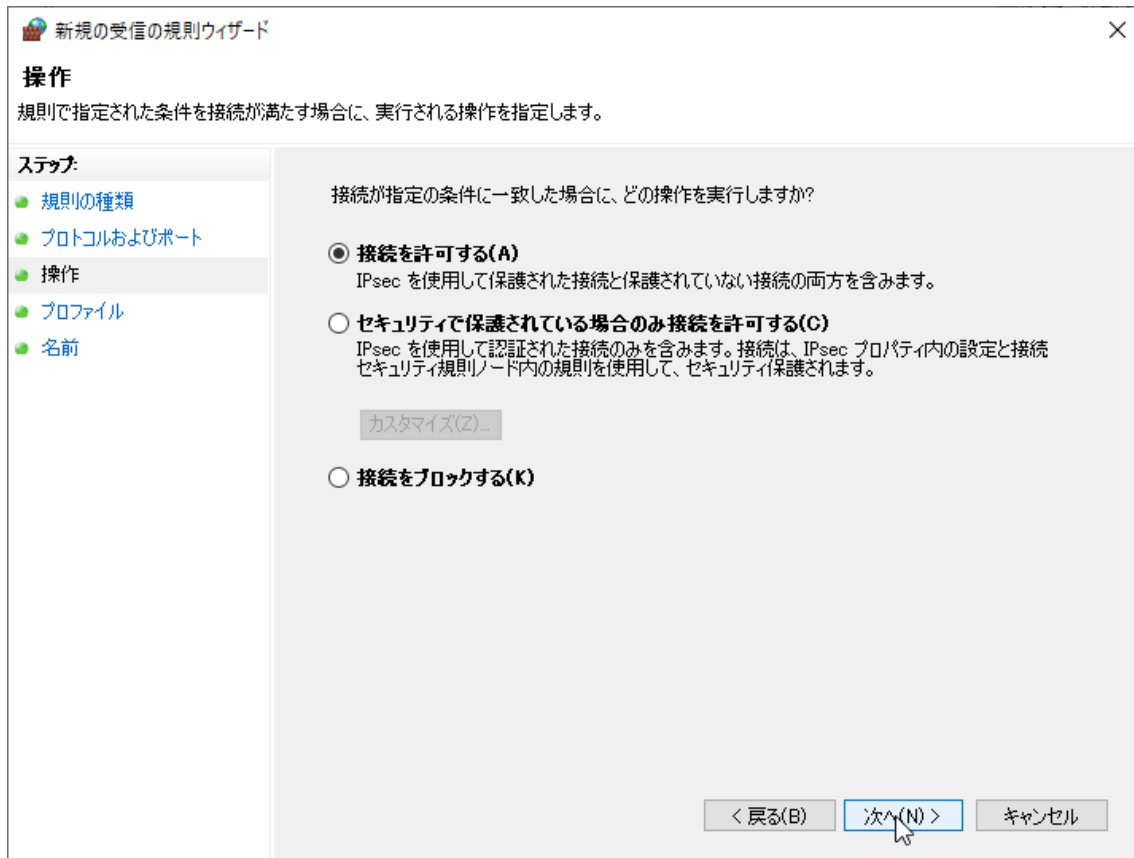 新規の受信の規則ウィザード
操作
規則で指定された条件を接続が満たす場合に、実行される操作を指定します。
ステップ:
規則の種類
プロトコルおよびポート
操作
プロファイル
名前
接続が指定の条件に一致した場合に、どの操作を実行しますか?
接続を許可する(A)
IPsec を使用して保護された接続と保護されていない接続の両方を含みます。
セキュリティで保護されている場合のみ接続を許可する(C)
IPsec を使用して認証された接続のみを含みます。接続は、IPsec プロパティ内の設定と接続
セキュリティ規則ノード内の規則を使用して、セキュリティ保護されます。
カスタマイズ(Z)...
接続をブロックする(K)
< 戻る(B)
次へ(N) >
キャンセル